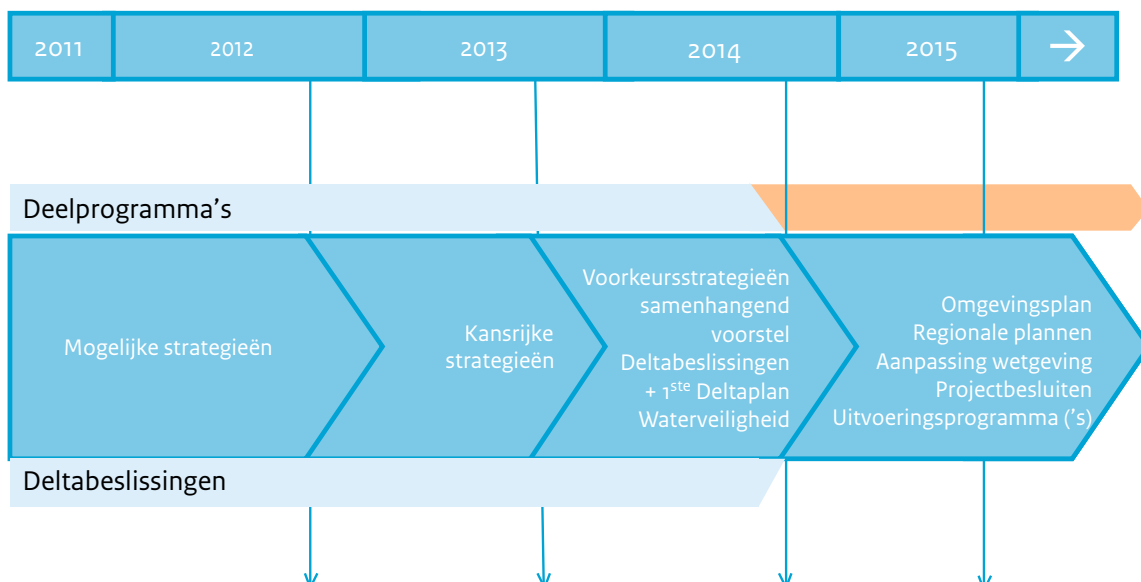 2011
2012
2013
2014
2015
→
Deelprogramma's
Mogelijke strategieën
Kansrijke
strategieën
Voorkeursstrategieën
samenhangend
voorstel
Deltabeslissingen
+ 1ste Deltaplan
Waterveiligheid
Omgevingsplan
Regionale plannen
Aanpassing wetgeving
Projectbesluiten
Uitvoeringsprogramma ('s)
Deltabeslissingen